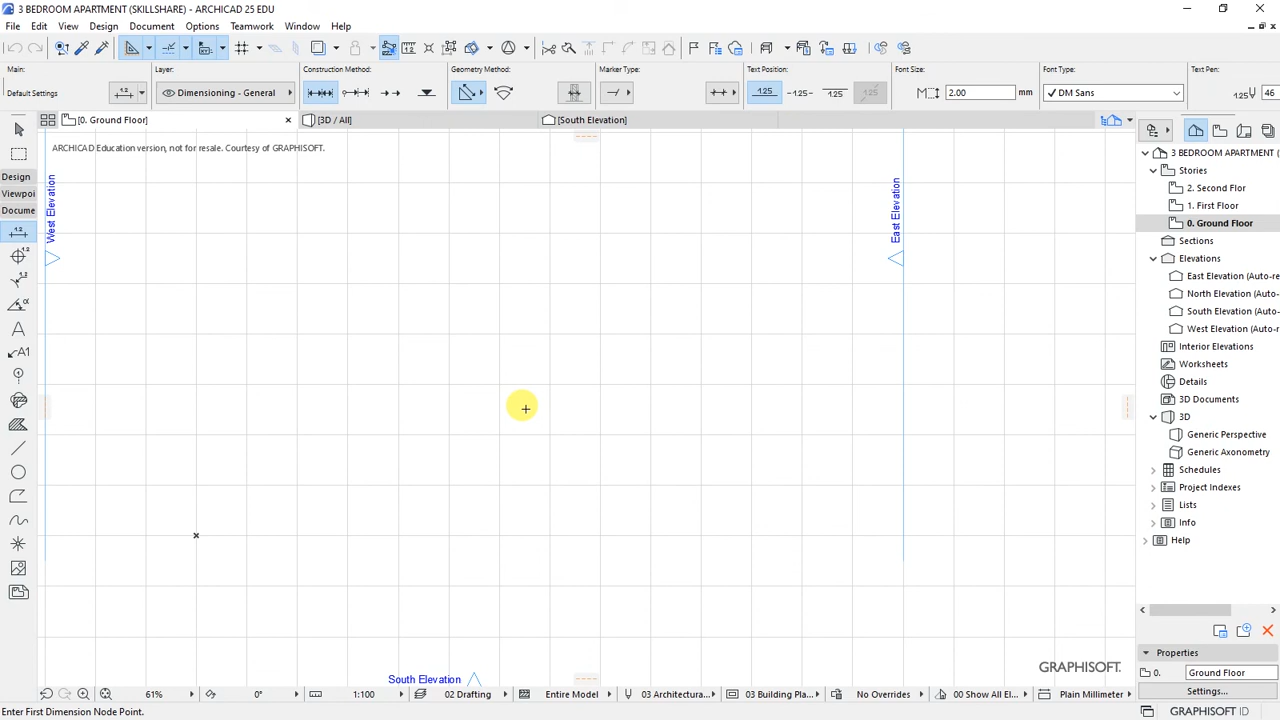 3 BEDROOM APARTMENT (SKILLSHARE) - ARCHICAD 25 EDU
File Edit View Design Document Options Teamwork Window Help
Main: Layer: Construction Method: Geometry Method: Marker Type: Text Position: Font Size: Font Type: Text Pen:
Default Settings Dimensioning - General 2.00 mm DM Sans 46
[0. Ground Floor] [3D / All] [South Elevation]
ARCHICAD Education version, not for resale. Courtesy of GRAPHISOFT.
West Elevation
East Elevation
South Elevation
Design
Viewpoi
Docume
3 BEDROOM APARTMENT (
Stories
2. Second Flor
1. First Floor
0. Ground Floor
Sections
Elevations
East Elevation (Auto-re
North Elevation (Auto-
South Elevation (Auto-
West Elevation (Auto-r
Interior Elevations
Worksheets
Details
3D Documents
3D
Generic Perspective
Generic Axonometry
Schedules
Project Indexes
Lists
Info
Help
Properties
0. Ground Floor
Settings...
GRAPHISOFT.
61% 0° 1:100 02 Drafting Entire Model 03 Architectura... 03 Building Pla... No Overrides 00 Show All El... Plain Millimeter
Enter First Dimension Node Point.
GRAPHISOFT ID